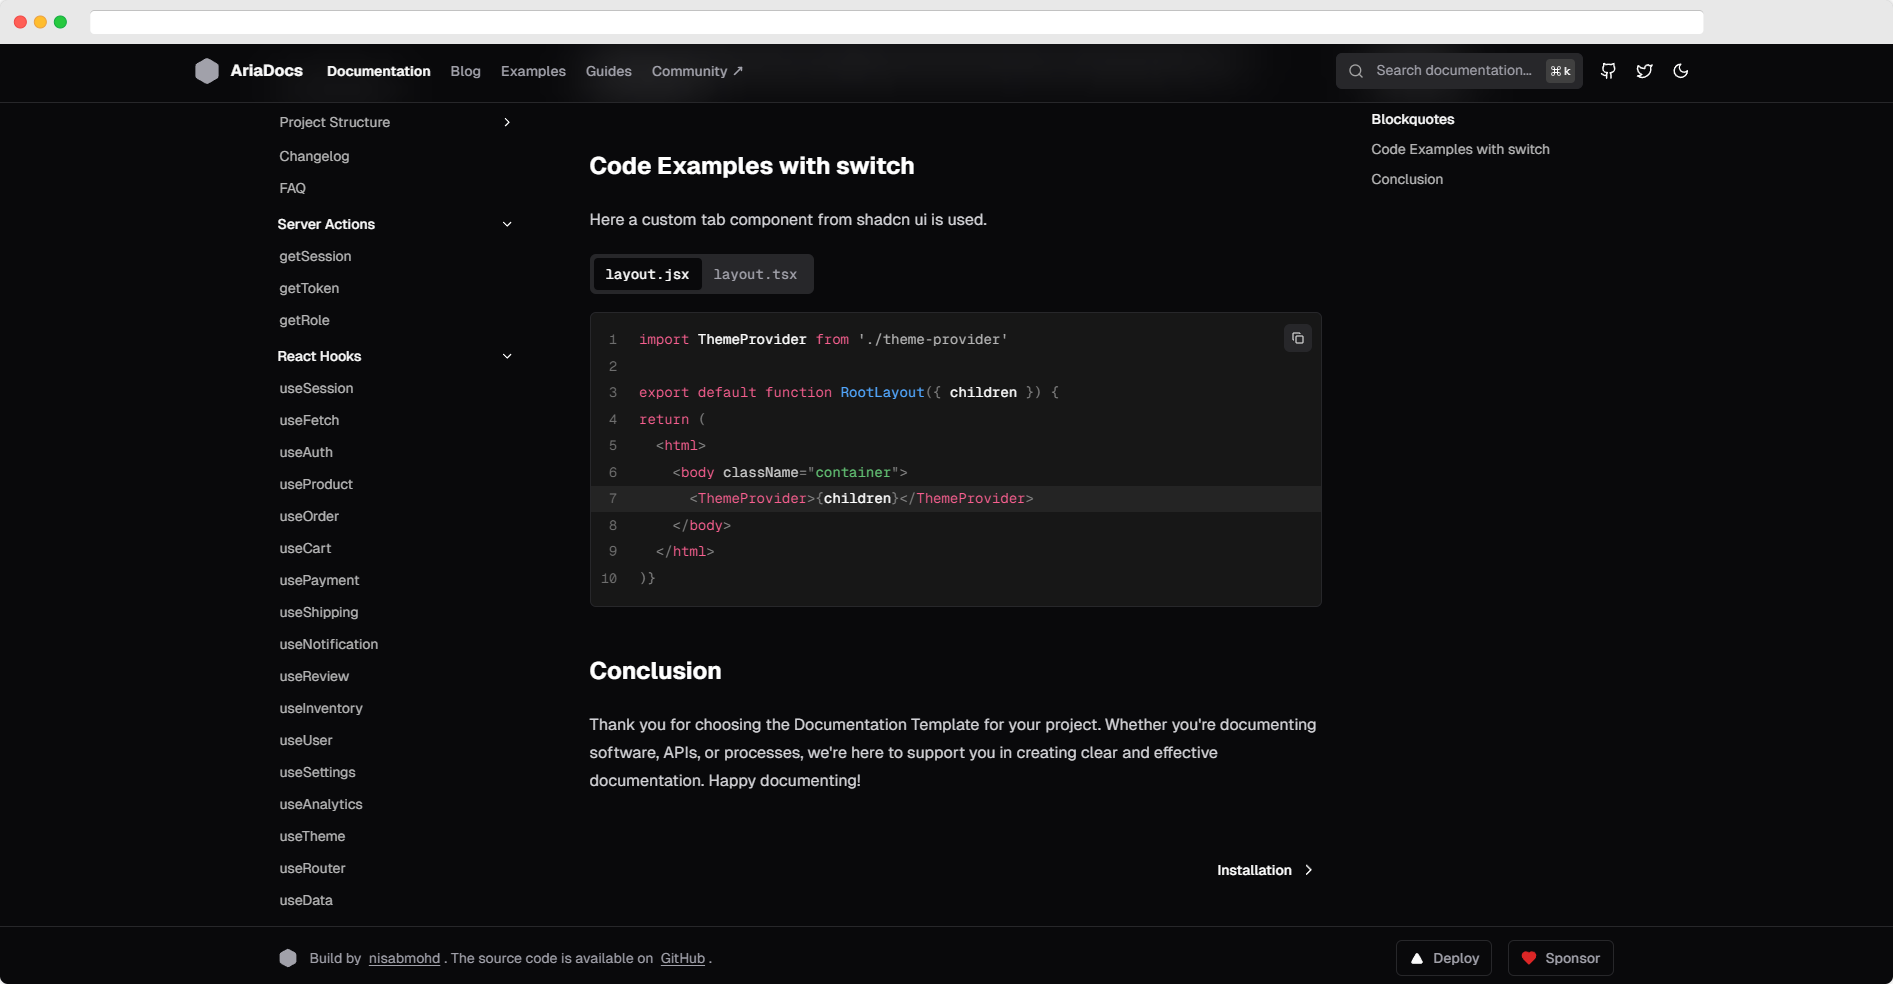 AriaDocs Documentation Blog Examples Guides Community ↗ Search documentation... ⌘ k
Project Structure
Changelog
FAQ
Server Actions
getSession
getToken
getRole
React Hooks
useSession
useFetch
useAuth
useProduct
useOrder
useCart
usePayment
useShipping
useNotification
useReview
useInventory
useUser
useSettings
useAnalytics
useTheme
useRouter
useData
Code Examples with switch
Here a custom tab component from shadcn ui is used.
layout.jsx layout.tsx
1 import ThemeProvider from './theme-provider'
2
3 export default function RootLayout({ children }) {
4 return (
5   <html>
6     <body className="container">
7       <ThemeProvider>{children}</ThemeProvider>
8     </body>
9   </html>
10 )}
Conclusion
Thank you for choosing the Documentation Template for your project. Whether you're documenting
software, APIs, or processes, we're here to support you in creating clear and effective
documentation. Happy documenting!
Installation
Blockquotes
Code Examples with switch
Conclusion
Build by nisabmohd . The source code is available on GitHub .
Deploy Sponsor